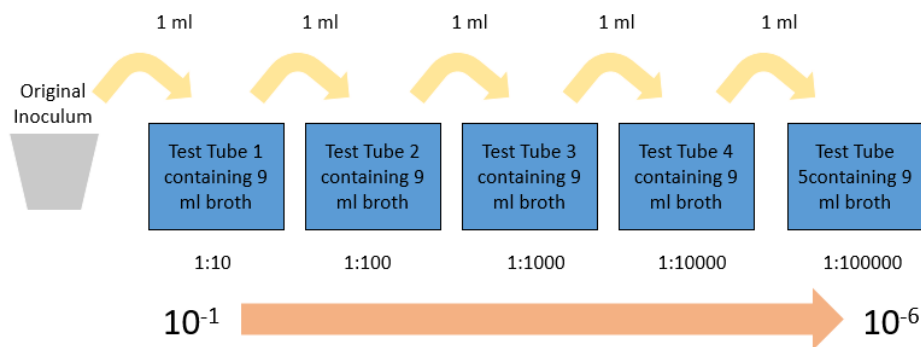 1 ml 1 ml 1 ml 1 ml 1 ml
Original
Inoculum
Test Tube 1
containing 9
ml broth
Test Tube 2
containing 9
ml broth
Test Tube 3
containing 9
ml broth
Test Tube 4
containing 9
ml broth
Test Tube
5containing 9
ml broth
1:10 1:100 1:1000 1:10000 1:100000
10⁻¹ 10⁻⁶